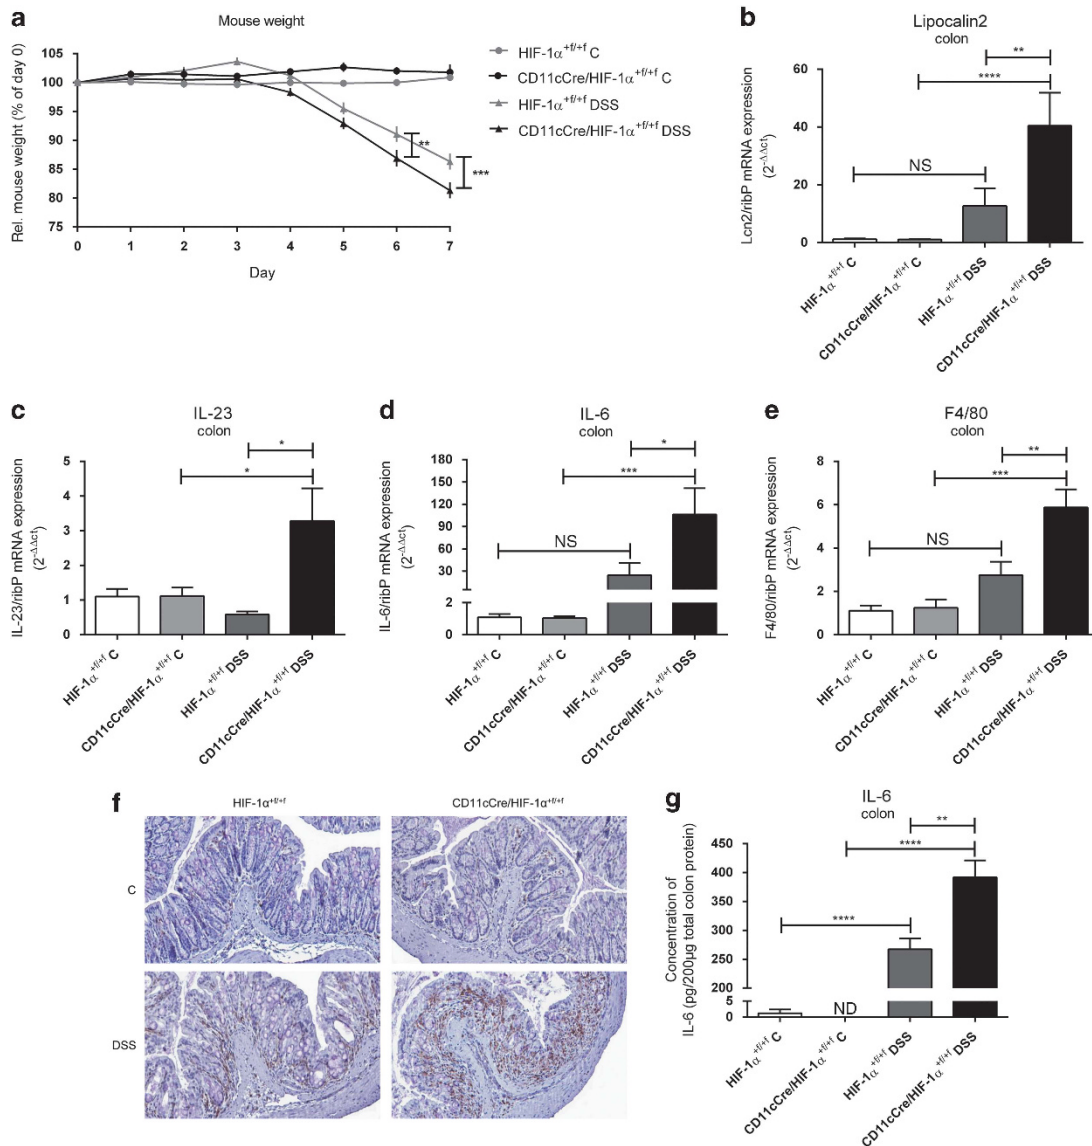 a
Mouse weight
Rel. mouse weight (% of day 0)
105
100
95
90
85
80
75
0 1 2 3 4 5 6 7
Day
**
***
HIF-1α+f/+f C
CD11cCre/HIF-1α+f/+f C
HIF-1α+f/+f DSS
CD11cCre/HIF-1α+f/+f DSS
b
Lipocalin2
colon
Lcn2/ribP mRNA expression
(2-ΔΔct)
60
40
20
0
**
****
NS
HIF-1α+f/+f C
CD11cCre/HIF-1α+f/+f C
HIF-1α+f/+f DSS
CD11cCre/HIF-1α+f/+f DSS
c
IL-23
colon
IL-23/ribP mRNA expression
(2-ΔΔct)
5
4
3
2
1
0
*
*
HIF-1α+f/+f C
CD11cCre/HIF-1α+f/+f C
HIF-1α+f/+f DSS
CD11cCre/HIF-1α+f/+f DSS
d
IL-6
colon
IL-6/ribP mRNA expression
(2-ΔΔct)
180
150
120
90
60
30
2
0
*
***
NS
HIF-1α+f/+f C
CD11cCre/HIF-1α+f/+f C
HIF-1α+f/+f DSS
CD11cCre/HIF-1α+f/+f DSS
e
F4/80
colon
F4/80/ribP mRNA expression
(2-ΔΔct)
8
6
4
2
0
**
***
NS
HIF-1α+f/+f C
CD11cCre/HIF-1α+f/+f C
HIF-1α+f/+f DSS
CD11cCre/HIF-1α+f/+f DSS
f
HIF-1α+f/+f
CD11cCre/HIF-1α+f/+f
C
DSS
g
IL-6
colon
Concentration of
IL-6 (pg/200µg total colon protein)
450
400
350
300
250
200
5
0
**
****
****
ND
HIF-1α+f/+f C
CD11cCre/HIF-1α+f/+f C
HIF-1α+f/+f DSS
CD11cCre/HIF-1α+f/+f DSS